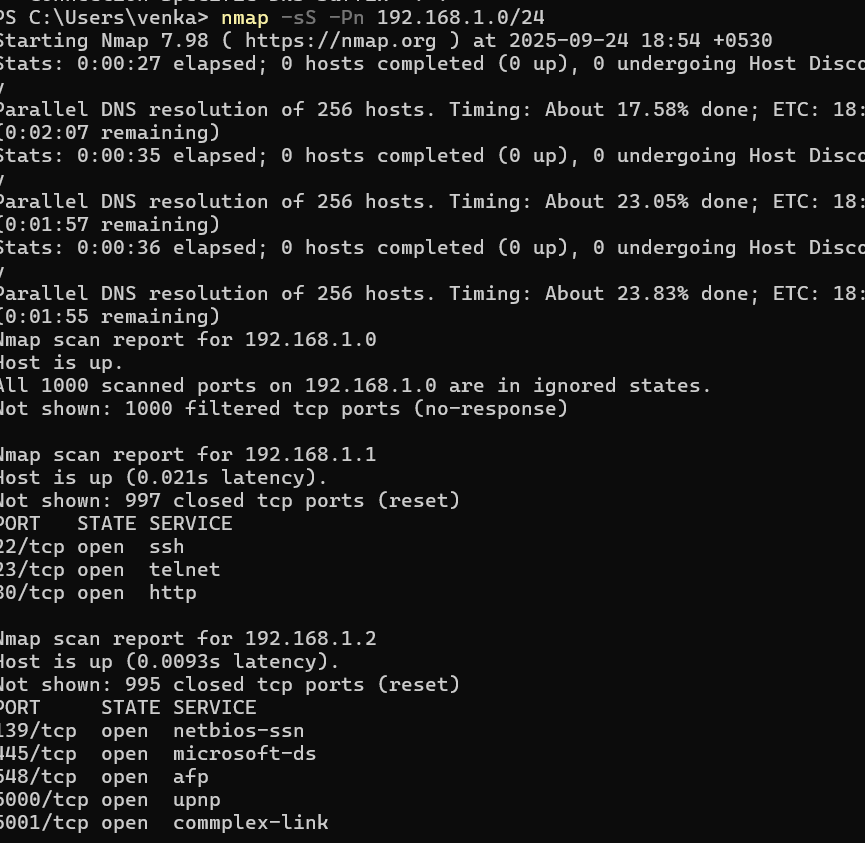 PS C:\Users\venka> nmap -sS -Pn 192.168.1.0/24
Starting Nmap 7.98 ( https://nmap.org ) at 2025-09-24 18:54 +0530
Stats: 0:00:27 elapsed; 0 hosts completed (0 up), 0 undergoing Host Disco
y
Parallel DNS resolution of 256 hosts. Timing: About 17.58% done; ETC: 18:
(0:02:07 remaining)
Stats: 0:00:35 elapsed; 0 hosts completed (0 up), 0 undergoing Host Disco
y
Parallel DNS resolution of 256 hosts. Timing: About 23.05% done; ETC: 18:
(0:01:57 remaining)
Stats: 0:00:36 elapsed; 0 hosts completed (0 up), 0 undergoing Host Disco
y
Parallel DNS resolution of 256 hosts. Timing: About 23.83% done; ETC: 18:
(0:01:55 remaining)
Nmap scan report for 192.168.1.0
Host is up.
All 1000 scanned ports on 192.168.1.0 are in ignored states.
Not shown: 1000 filtered tcp ports (no-response)
Nmap scan report for 192.168.1.1
Host is up (0.021s latency).
Not shown: 997 closed tcp ports (reset)
PORT   STATE SERVICE
22/tcp open  ssh
23/tcp open  telnet
80/tcp open  http
Nmap scan report for 192.168.1.2
Host is up (0.0093s latency).
Not shown: 995 closed tcp ports (reset)
PORT     STATE SERVICE
139/tcp  open  netbios-ssn
445/tcp  open  microsoft-ds
548/tcp  open  afp
5000/tcp open  upnp
5001/tcp open  commplex-link